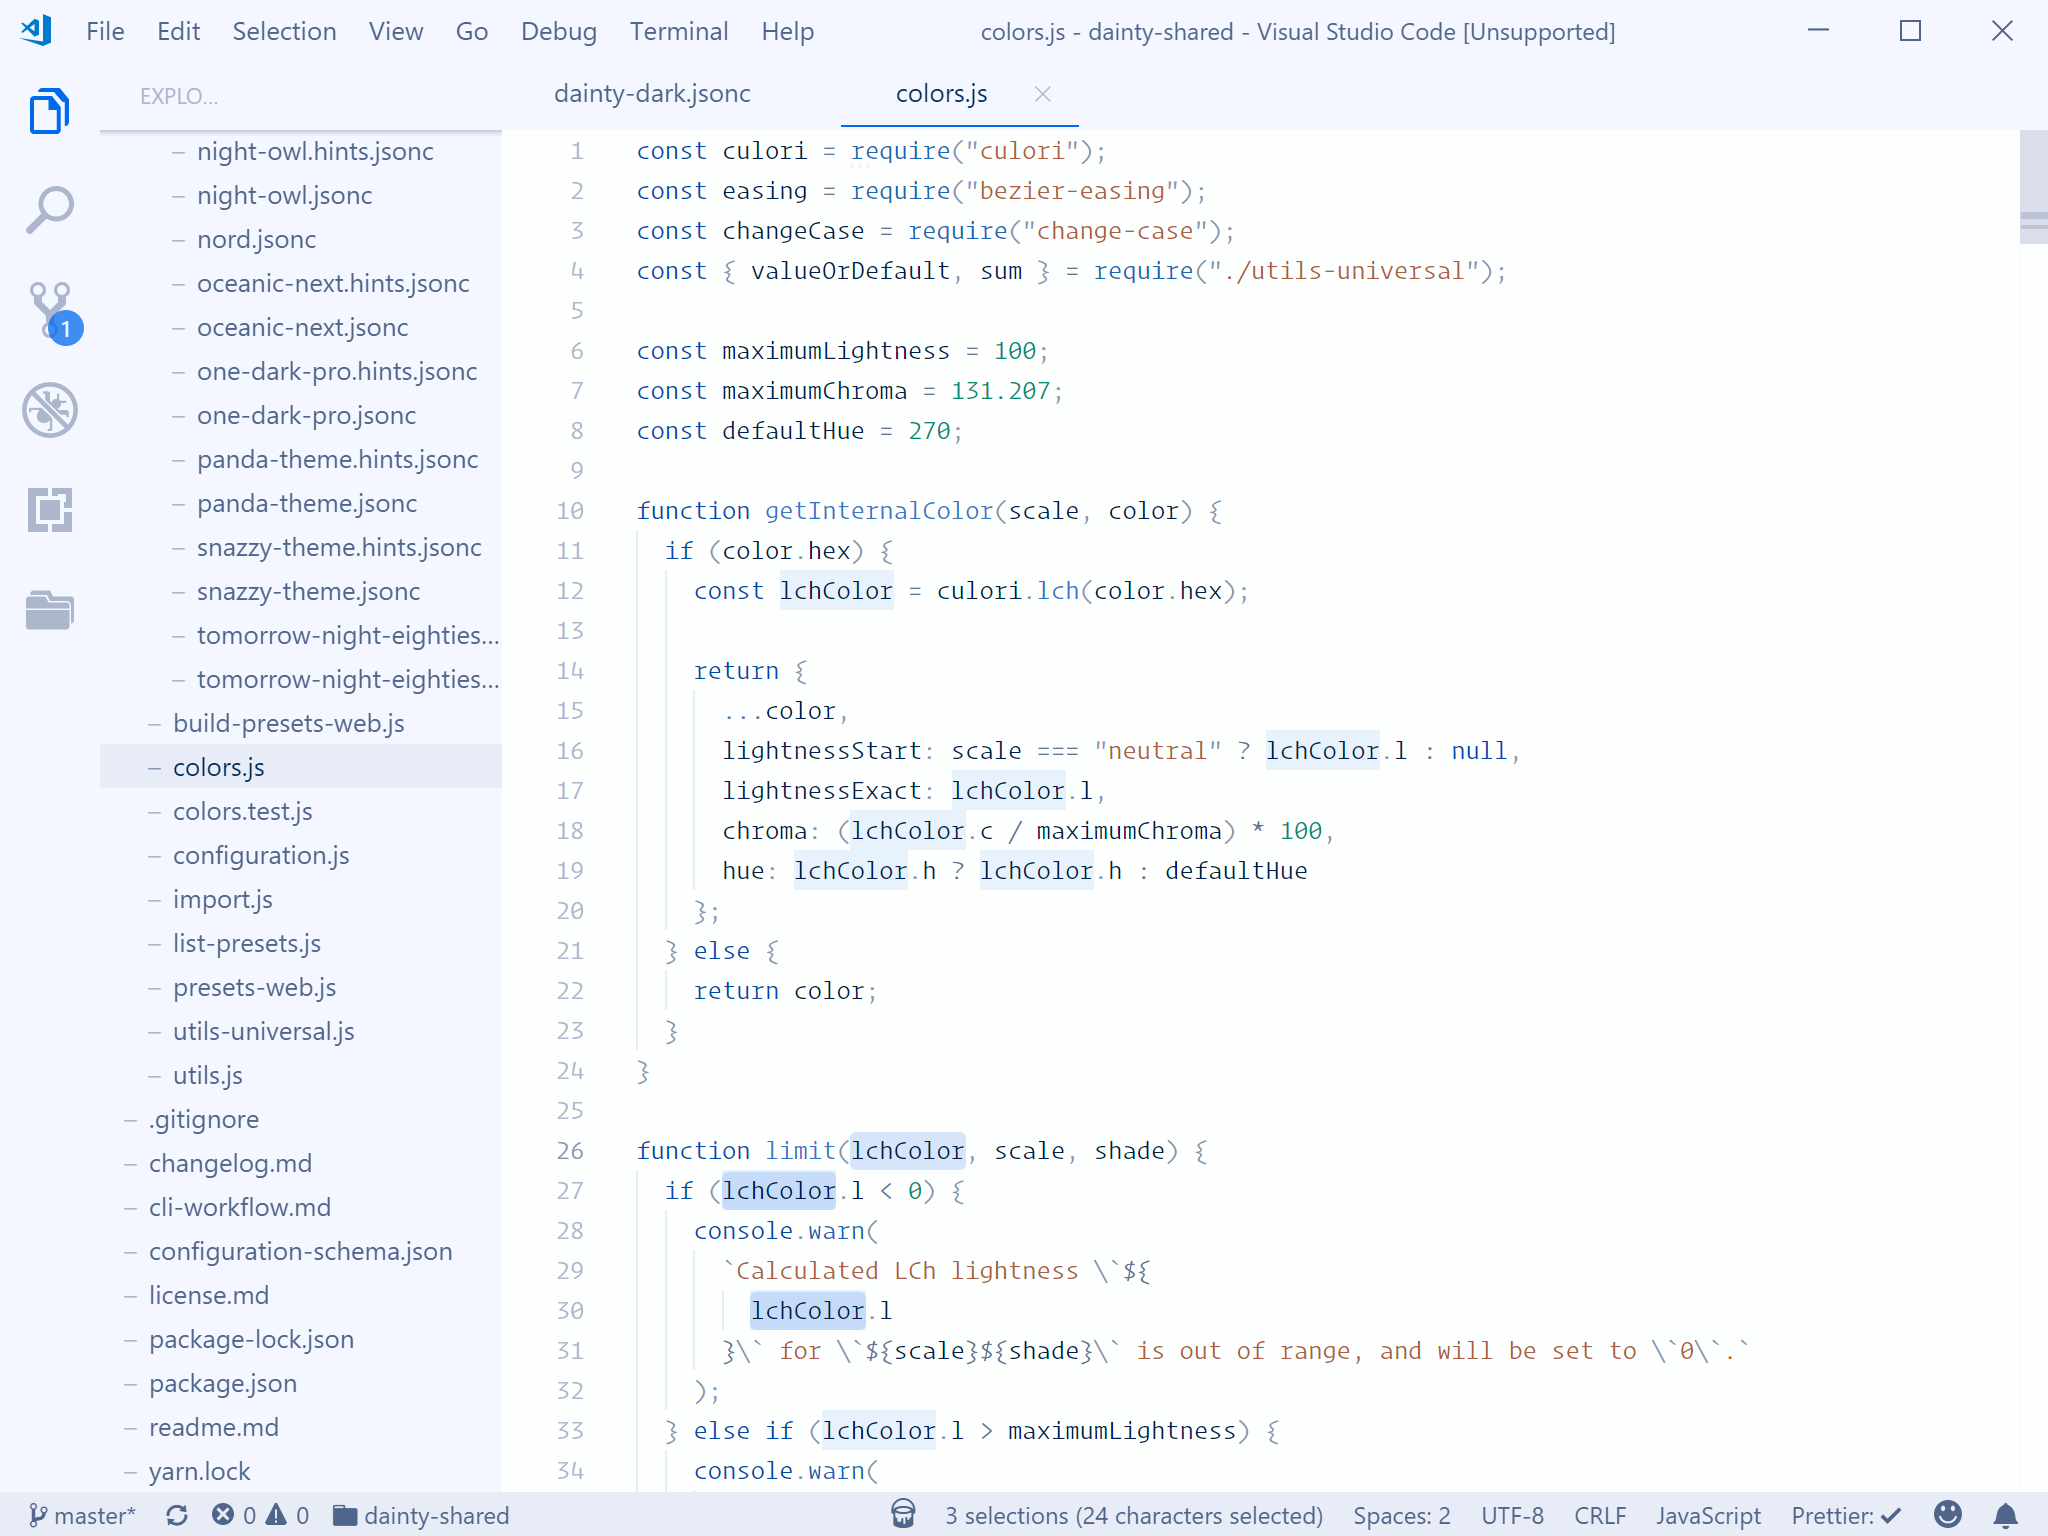 File Edit Selection View Go Debug Terminal Help
colors.js - dainty-shared - Visual Studio Code [Unsupported]
EXPLO...
dainty-dark.jsonc
colors.js
1
night-owl.hints.jsonc
night-owl.jsonc
nord.jsonc
oceanic-next.hints.jsonc
oceanic-next.jsonc
one-dark-pro.hints.jsonc
one-dark-pro.jsonc
panda-theme.hints.jsonc
panda-theme.jsonc
snazzy-theme.hints.jsonc
snazzy-theme.jsonc
tomorrow-night-eighties...
tomorrow-night-eighties...
build-presets-web.js
colors.js
colors.test.js
configuration.js
import.js
list-presets.js
presets-web.js
utils-universal.js
utils.js
.gitignore
changelog.md
cli-workflow.md
configuration-schema.json
license.md
package-lock.json
package.json
readme.md
yarn.lock
1 const culori = require("culori");
2 const easing = require("bezier-easing");
3 const changeCase = require("change-case");
4 const { valueOrDefault, sum } = require("./utils-universal");
5
6 const maximumLightness = 100;
7 const maximumChroma = 131.207;
8 const defaultHue = 270;
9
10 function getInternalColor(scale, color) {
11   if (color.hex) {
12     const lchColor = culori.lch(color.hex);
13
14     return {
15       ...color,
16       lightnessStart: scale === "neutral" ? lchColor.l : null,
17       lightnessExact: lchColor.l,
18       chroma: (lchColor.c / maximumChroma) * 100,
19       hue: lchColor.h ? lchColor.h : defaultHue
20     };
21   } else {
22     return color;
23   }
24 }
25
26 function limit(lchColor, scale, shade) {
27   if (lchColor.l < 0) {
28     console.warn(
29       `Calculated LCh lightness \`${
30         lchColor.l
31       }\` for \`${scale}${shade}\` is out of range, and will be set to \`0\`.`
32     );
33   } else if (lchColor.l > maximumLightness) {
34     console.warn(
master* 0 0 dainty-shared 3 selections (24 characters selected) Spaces: 2 UTF-8 CRLF JavaScript Prettier: ✓